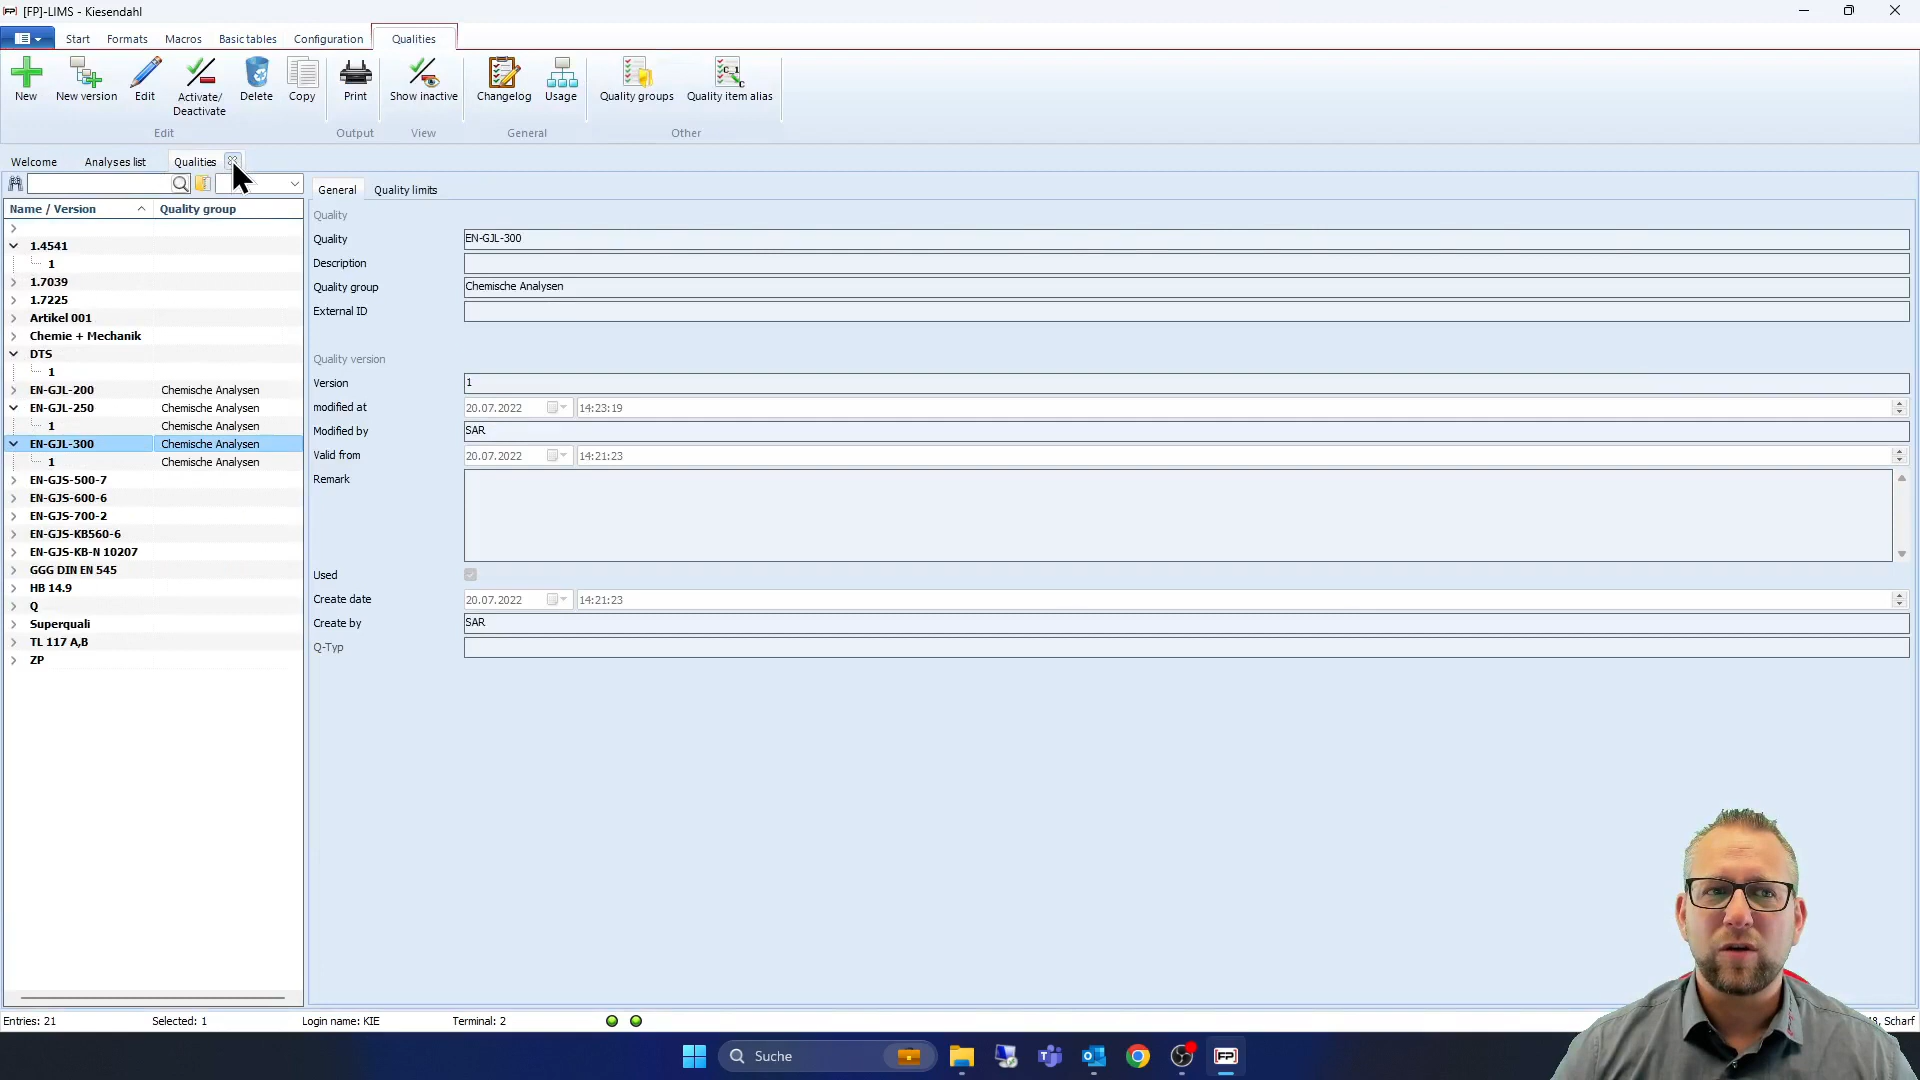 [FP]-LIMS - Kiesendahl
Start Formats Macros Basic tables Configuration Qualities
New New version Edit Activate/ Deactivate Delete Copy Print Show inactive Changelog Usage Quality groups Quality item alias
Edit Output View General Other
Welcome Analyses list Qualities
Name / Version Quality group
General Quality limits
1.4541
1
1.7039
1.7225
Artikel 001
Chemie + Mechanik
DTS
1
EN-GJL-200 Chemische Analysen
EN-GJL-250 Chemische Analysen
1 Chemische Analysen
EN-GJL-300 Chemische Analysen
1 Chemische Analysen
EN-GJS-500-7
EN-GJS-600-6
EN-GJS-700-2
EN-GJS-KB560-6
EN-GJS-KB-N 10207
GGG DIN EN 545
HB 14.9
Q
Superquali
TL 117 A,B
ZP
Quality
Quality EN-GJL-300
Description
Quality group Chemische Analysen
External ID
Quality version
Version 1
modified at 20.07.2022 14:23:19
Modified by SAR
Valid from 20.07.2022 14:21:23
Remark
Used
Create date 20.07.2022 14:21:23
Create by SAR
Q-Typ
Entries: 21 Selected: 1 Login name: KIE Terminal: 2 Scharf
Suche
[FP]